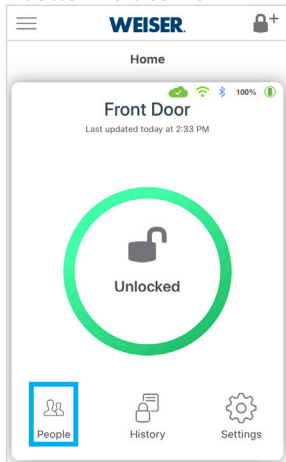 WEISER
Home
100%
Front Door
Last updated today at 2:33 PM
Unlocked
People History Settings